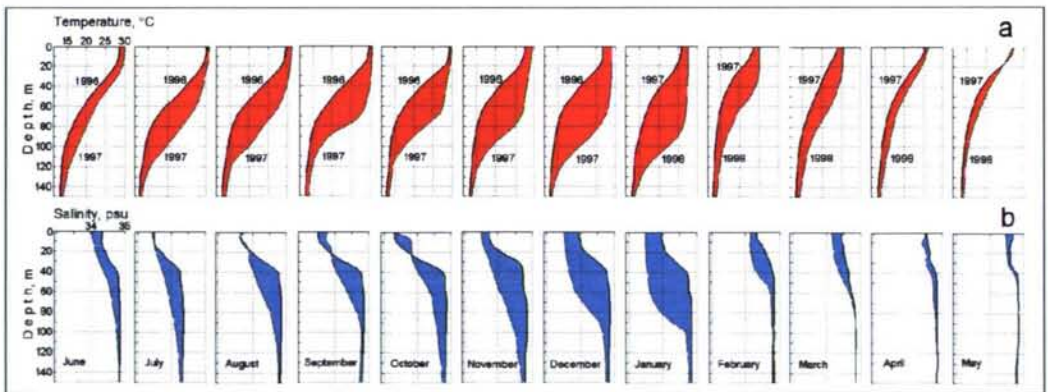 Temperature, °C
a
15 20 25 30
0
20
40
60
80
100
120
140
Depth, m
1996 1996 1996 1996 1996 1996 1996 1997 1997 1997 1997 1997
1997 1997 1997 1997 1997 1997 1997 1998 1998 1998 1998 1998
Salinity, psu
b
34 36
0
20
40
60
80
100
120
140
Depth, m
June July August September October November December January February March April May